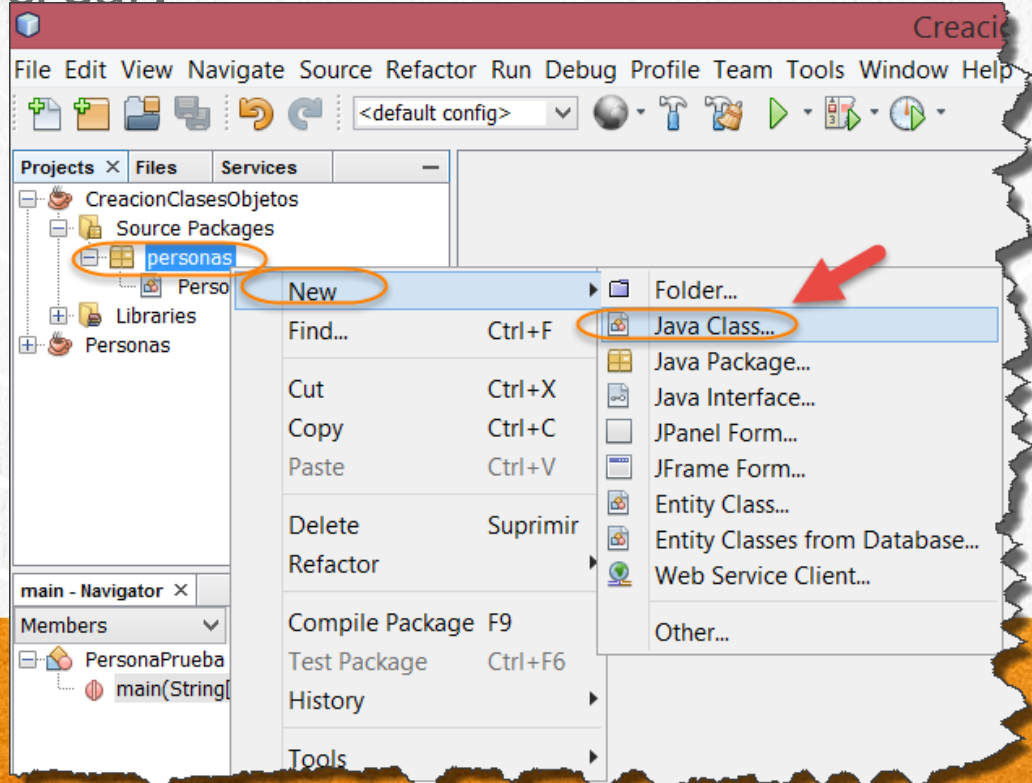 Creació
File Edit View Navigate Source Refactor Run Debug Profile Team Tools Window Help
<default config>
Projects Files Services
CreacionClasesObjetos
Source Packages
personas
Perso
Libraries
Personas
New
Find... Ctrl+F
Cut Ctrl+X
Copy Ctrl+C
Paste Ctrl+V
Delete Suprimir
Refactor
Compile Package F9
Test Package Ctrl+F6
History
Tools
Folder...
Java Class...
Java Package...
Java Interface...
JPanel Form...
JFrame Form...
Entity Class...
Entity Classes from Database...
Web Service Client...
Other...
main - Navigator
Members
PersonaPrueba
main(String[